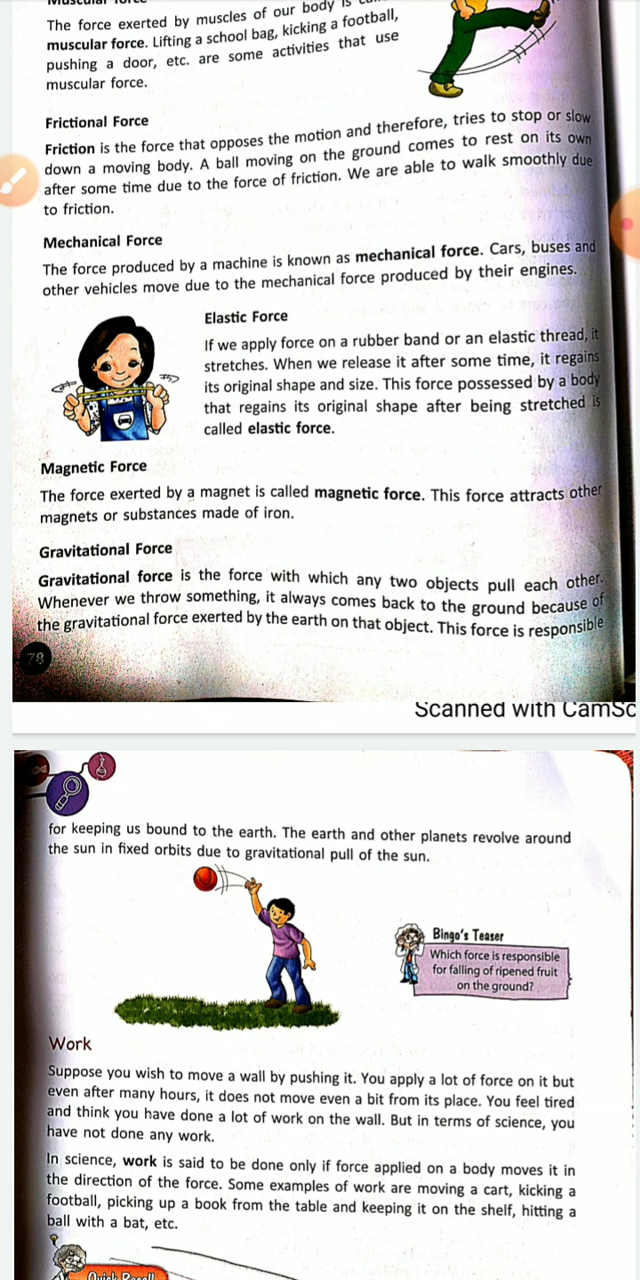 The force exerted by muscles of our body is
muscular force. Lifting a school bag, kicking a football,
pushing a door, etc. are some activities that use
muscular force.
Frictional Force
Friction is the force that opposes the motion and therefore, tries to stop or slow
down a moving body. A ball moving on the ground comes to rest on its own
after some time due to the force of friction. We are able to walk smoothly due
to friction.
Mechanical Force
The force produced by a machine is known as mechanical force. Cars, buses and
other vehicles move due to the mechanical force produced by their engines.
Elastic Force
If we apply force on a rubber band or an elastic thread, it
stretches. When we release it after some time, it regains
its original shape and size. This force possessed by a body
that regains its original shape after being stretched is
called elastic force.
Magnetic Force
The force exerted by a magnet is called magnetic force. This force attracts other
magnets or substances made of iron.
Gravitational Force
Gravitational force is the force with which any two objects pull each other.
Whenever we throw something, it always comes back to the ground because of
the gravitational force exerted by the earth on that object. This force is responsible
78
Scanned with CamSc
for keeping us bound to the earth. The earth and other planets revolve around
the sun in fixed orbits due to gravitational pull of the sun.
Bingo's Teaser
Which force is responsible
for falling of ripened fruit
on the ground?
Work
Suppose you wish to move a wall by pushing it. You apply a lot of force on it but
even after many hours, it does not move even a bit from its place. You feel tired
and think you have done a lot of work on the wall. But in terms of science, you
have not done any work.
In science, work is said to be done only if force applied on a body moves it in
the direction of the force. Some examples of work are moving a cart, kicking a
football, picking up a book from the table and keeping it on the shelf, hitting a
ball with a bat, etc.
Quick Recall